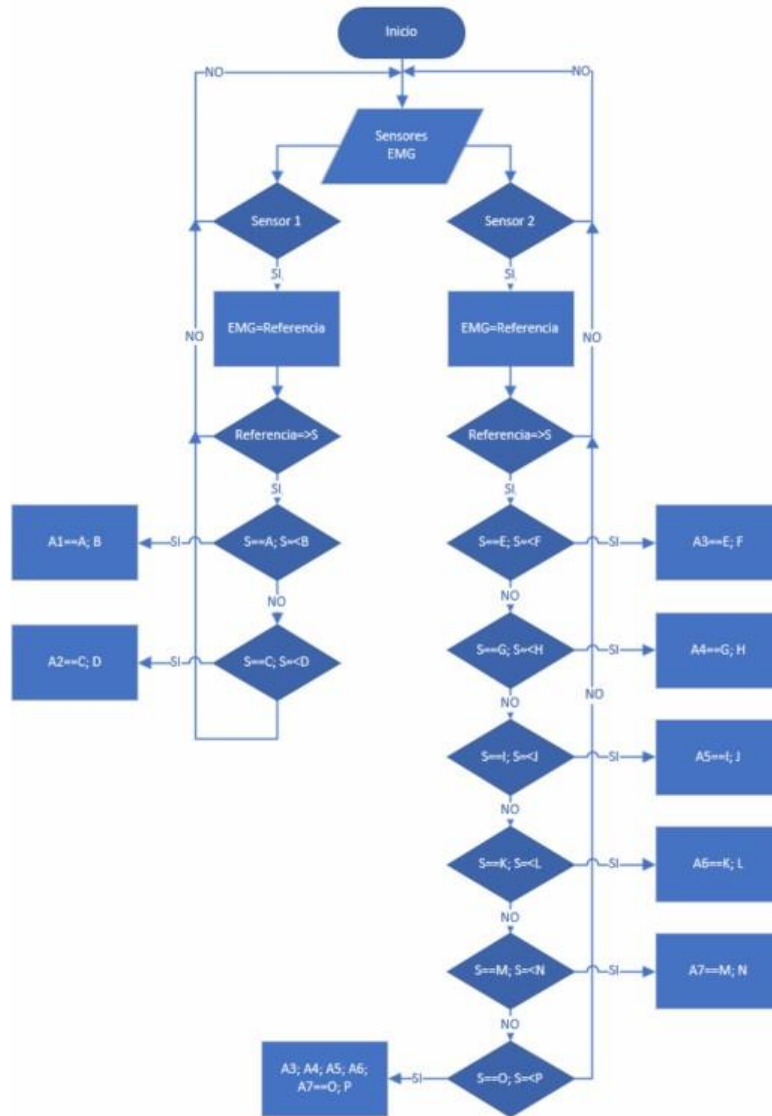 Inicio
NO
NO
Sensores
EMG
Sensor 1
Sensor 2
SI
SI
EMG=Referencia
EMG=Referencia
NO
NO
Referencia=>S
Referencia=>S
SI
SI
A1==A; B
SI
S==A; S=<B
S==E; S=<F
SI
A3==E; F
NO
NO
A2==C; D
SI
S==C; S=<D
S==G; S=<H
SI
A4==G; H
NO
NO
S==I; S=<J
SI
A5==I; J
NO
S==K; S=<L
SI
A6==K; L
NO
S==M; S=<N
SI
A7==M; N
NO
A3; A4; A5; A6;
A7==O; P
SI
S==O; S=<P